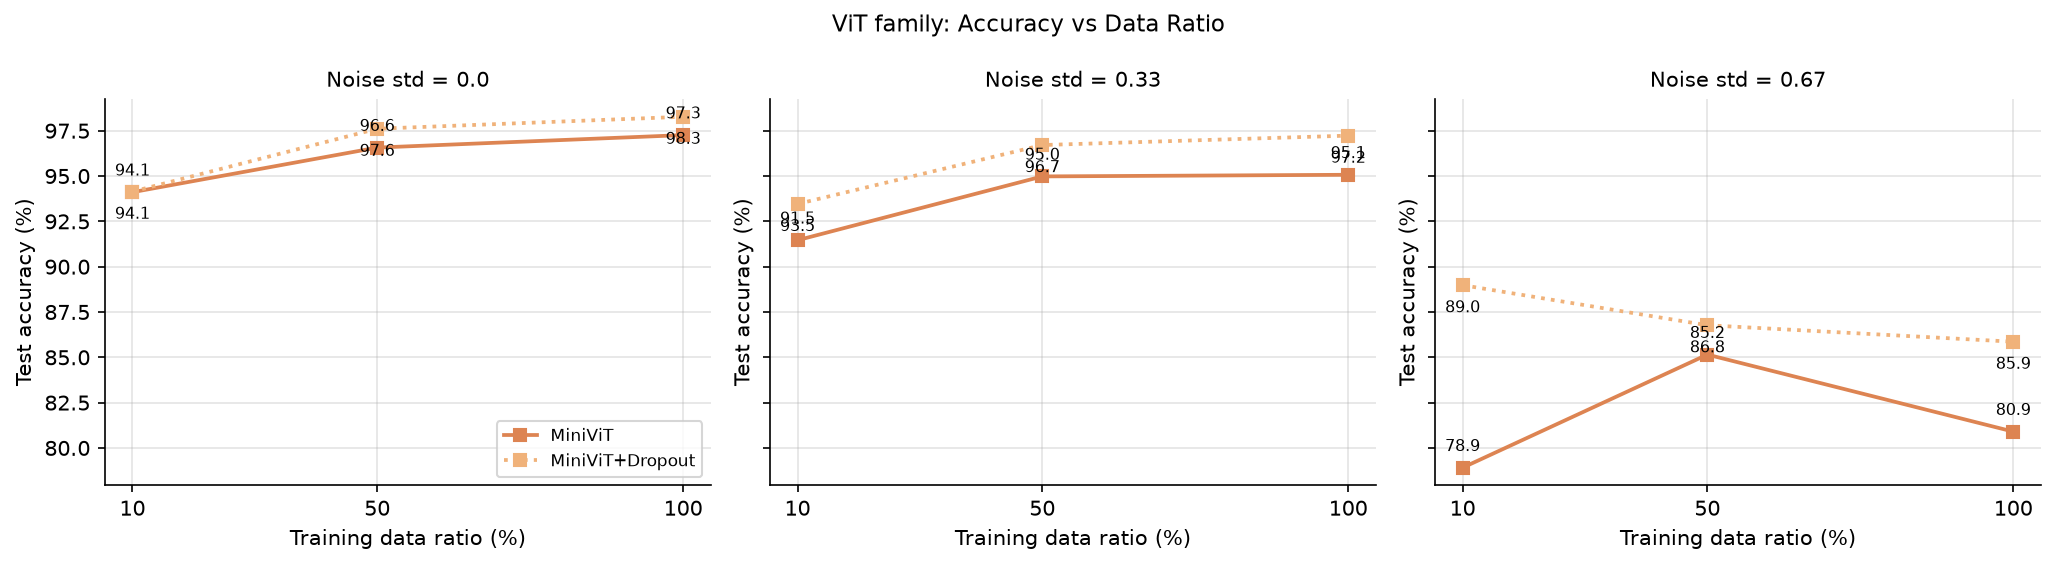 ViT family: Accuracy vs Data Ratio
Noise std = 0.0
Test accuracy (%)
97.5
95.0
92.5
90.0
87.5
85.0
82.5
80.0
94.1
94.1
96.6
97.6
97.3
98.3
MiniViT
MiniViT+Dropout
10
50
100
Training data ratio (%)
Noise std = 0.33
Test accuracy (%)
91.5
93.5
95.0
96.7
95.1
97.2
10
50
100
Training data ratio (%)
Noise std = 0.67
Test accuracy (%)
89.0
78.9
85.2
86.8
85.9
80.9
10
50
100
Training data ratio (%)